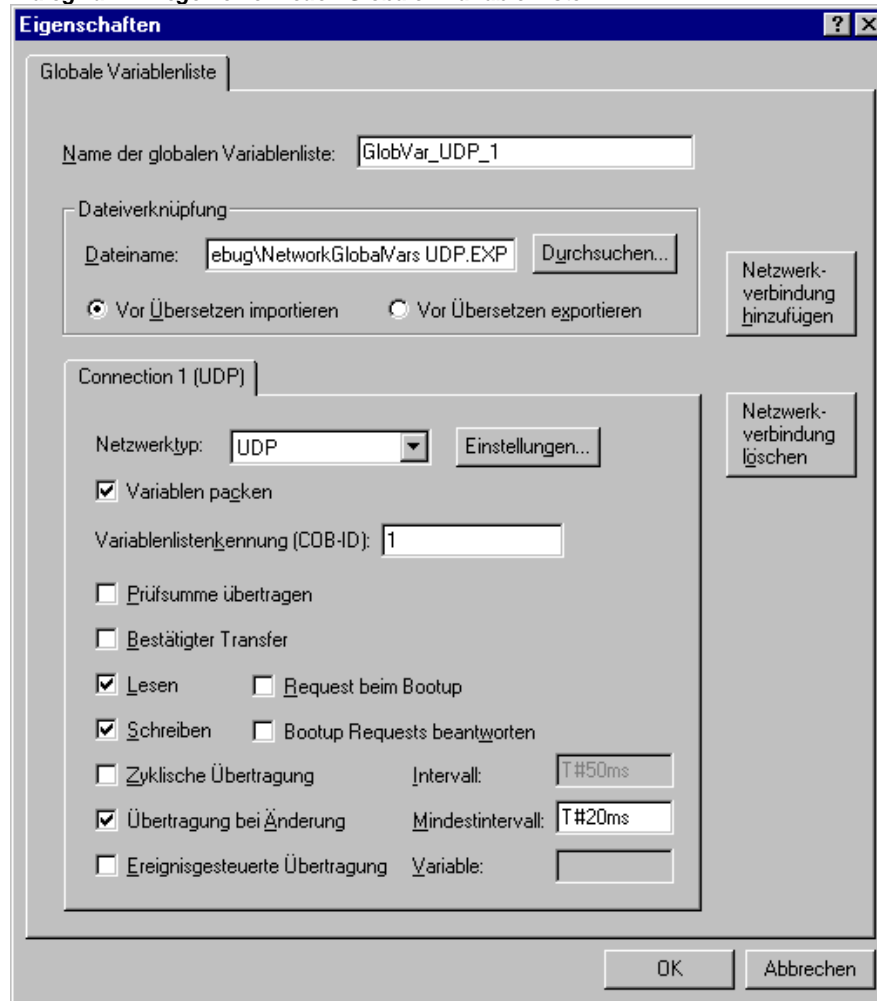 Eigenschaften
Globale Variablenliste
Name der globalen Variablenliste: GlobVar_UDP_1
Dateiverknüpfung
Dateiname: ebug\NetworkGlobalVars UDP.EXP Durchsuchen...
Vor Übersetzen importieren Vor Übersetzen exportieren
Netzwerk-
verbindung
hinzufügen
Connection 1 (UDP)
Netzwerktyp: UDP Einstellungen...
Netzwerk-
verbindung
löschen
Variablen packen
Variablenlistenkennung (COB-ID): 1
Prüfsumme übertragen
Bestätigter Transfer
Lesen Request beim Bootup
Schreiben Bootup Requests beantworten
Zyklische Übertragung Intervall: T#50ms
Übertragung bei Änderung Mindestintervall: T#20ms
Ereignisgesteuerte Übertragung Variable:
OK Abbrechen